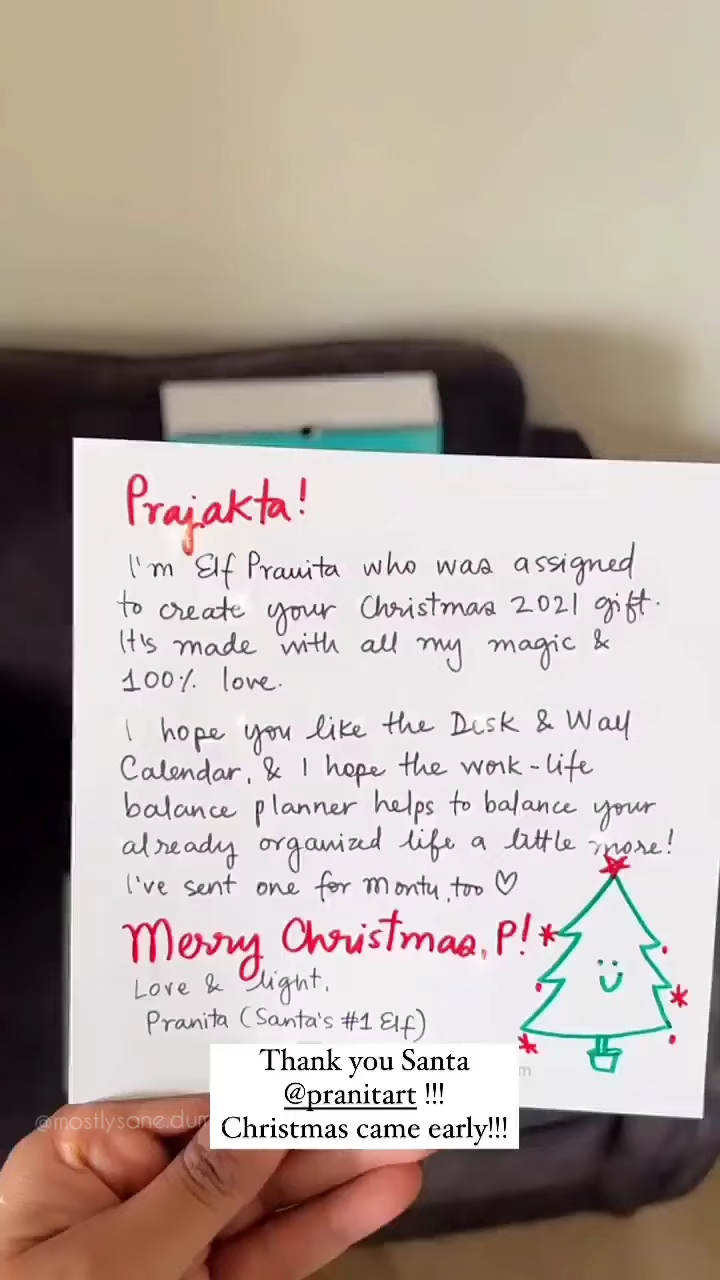 Prajakta!
I'm Elf Pranita who was assigned
to create your Christmas 2021 gift.
It's made with all my magic &
100% love.
I hope you like the Desk & Wall
Calendar, & I hope the work-life
balance planner helps to balance your
already organized life a little more!
I've sent one for Montu, too ♡
Merry Christmas, P!
Love & light,
Pranita (Santa's #1 Elf)
Thank you Santa
@pranitart !!!
Christmas came early!!!
@mostlysane.dum